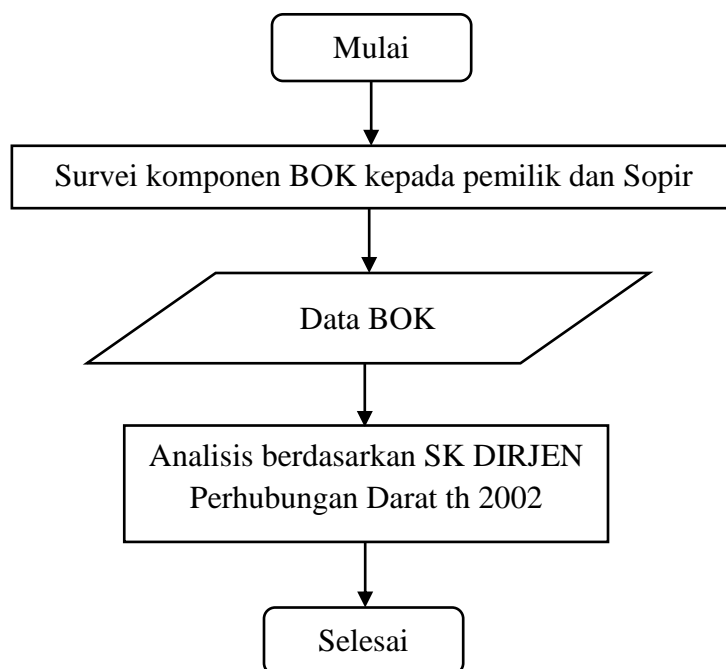 Mulai
Survei komponen BOK kepada pemilik dan Sopir
Data BOK
Analisis berdasarkan SK DIRJEN
Perhubungan Darat th 2002
Selesai